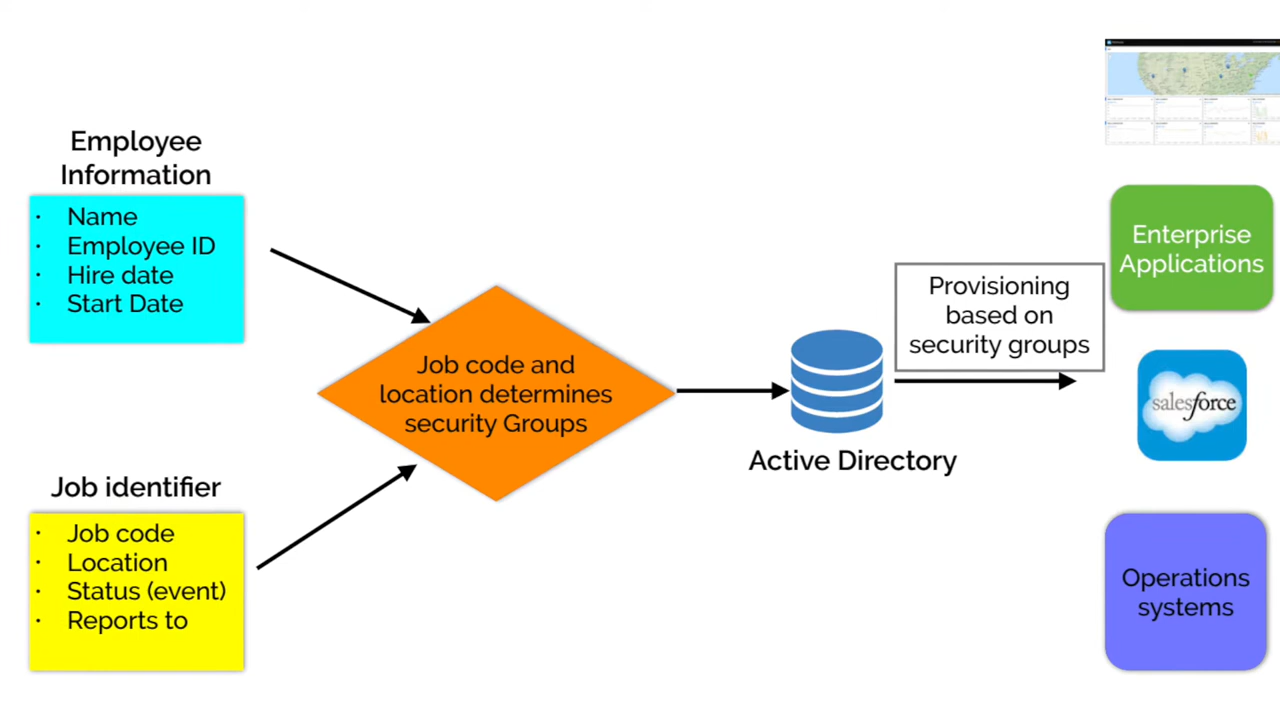 Employee
Information
· Name
· Employee ID
· Hire date
· Start Date
Job identifier
· Job code
· Location
· Status (event)
· Reports to
Job code and
location determines
security Groups
Active Directory
Provisioning
based on
security groups
Enterprise
Applications
salesforce
Operations
systems